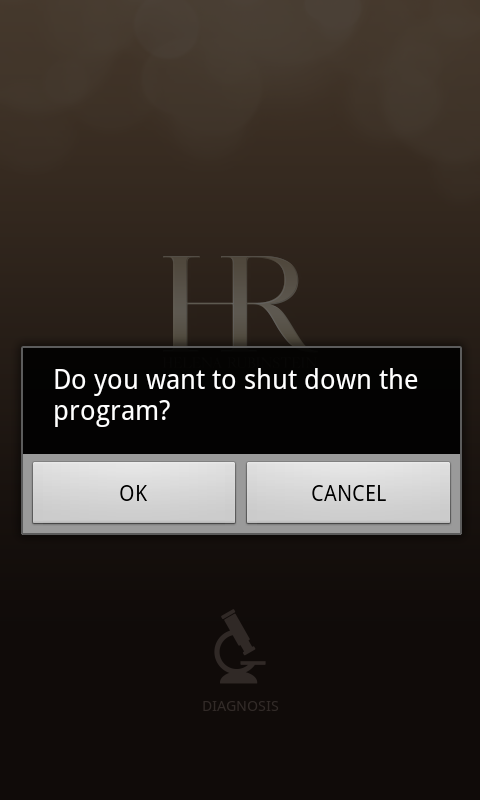 HR
Do you want to shut down the
program?
OK
CANCEL
DIAGNOSIS